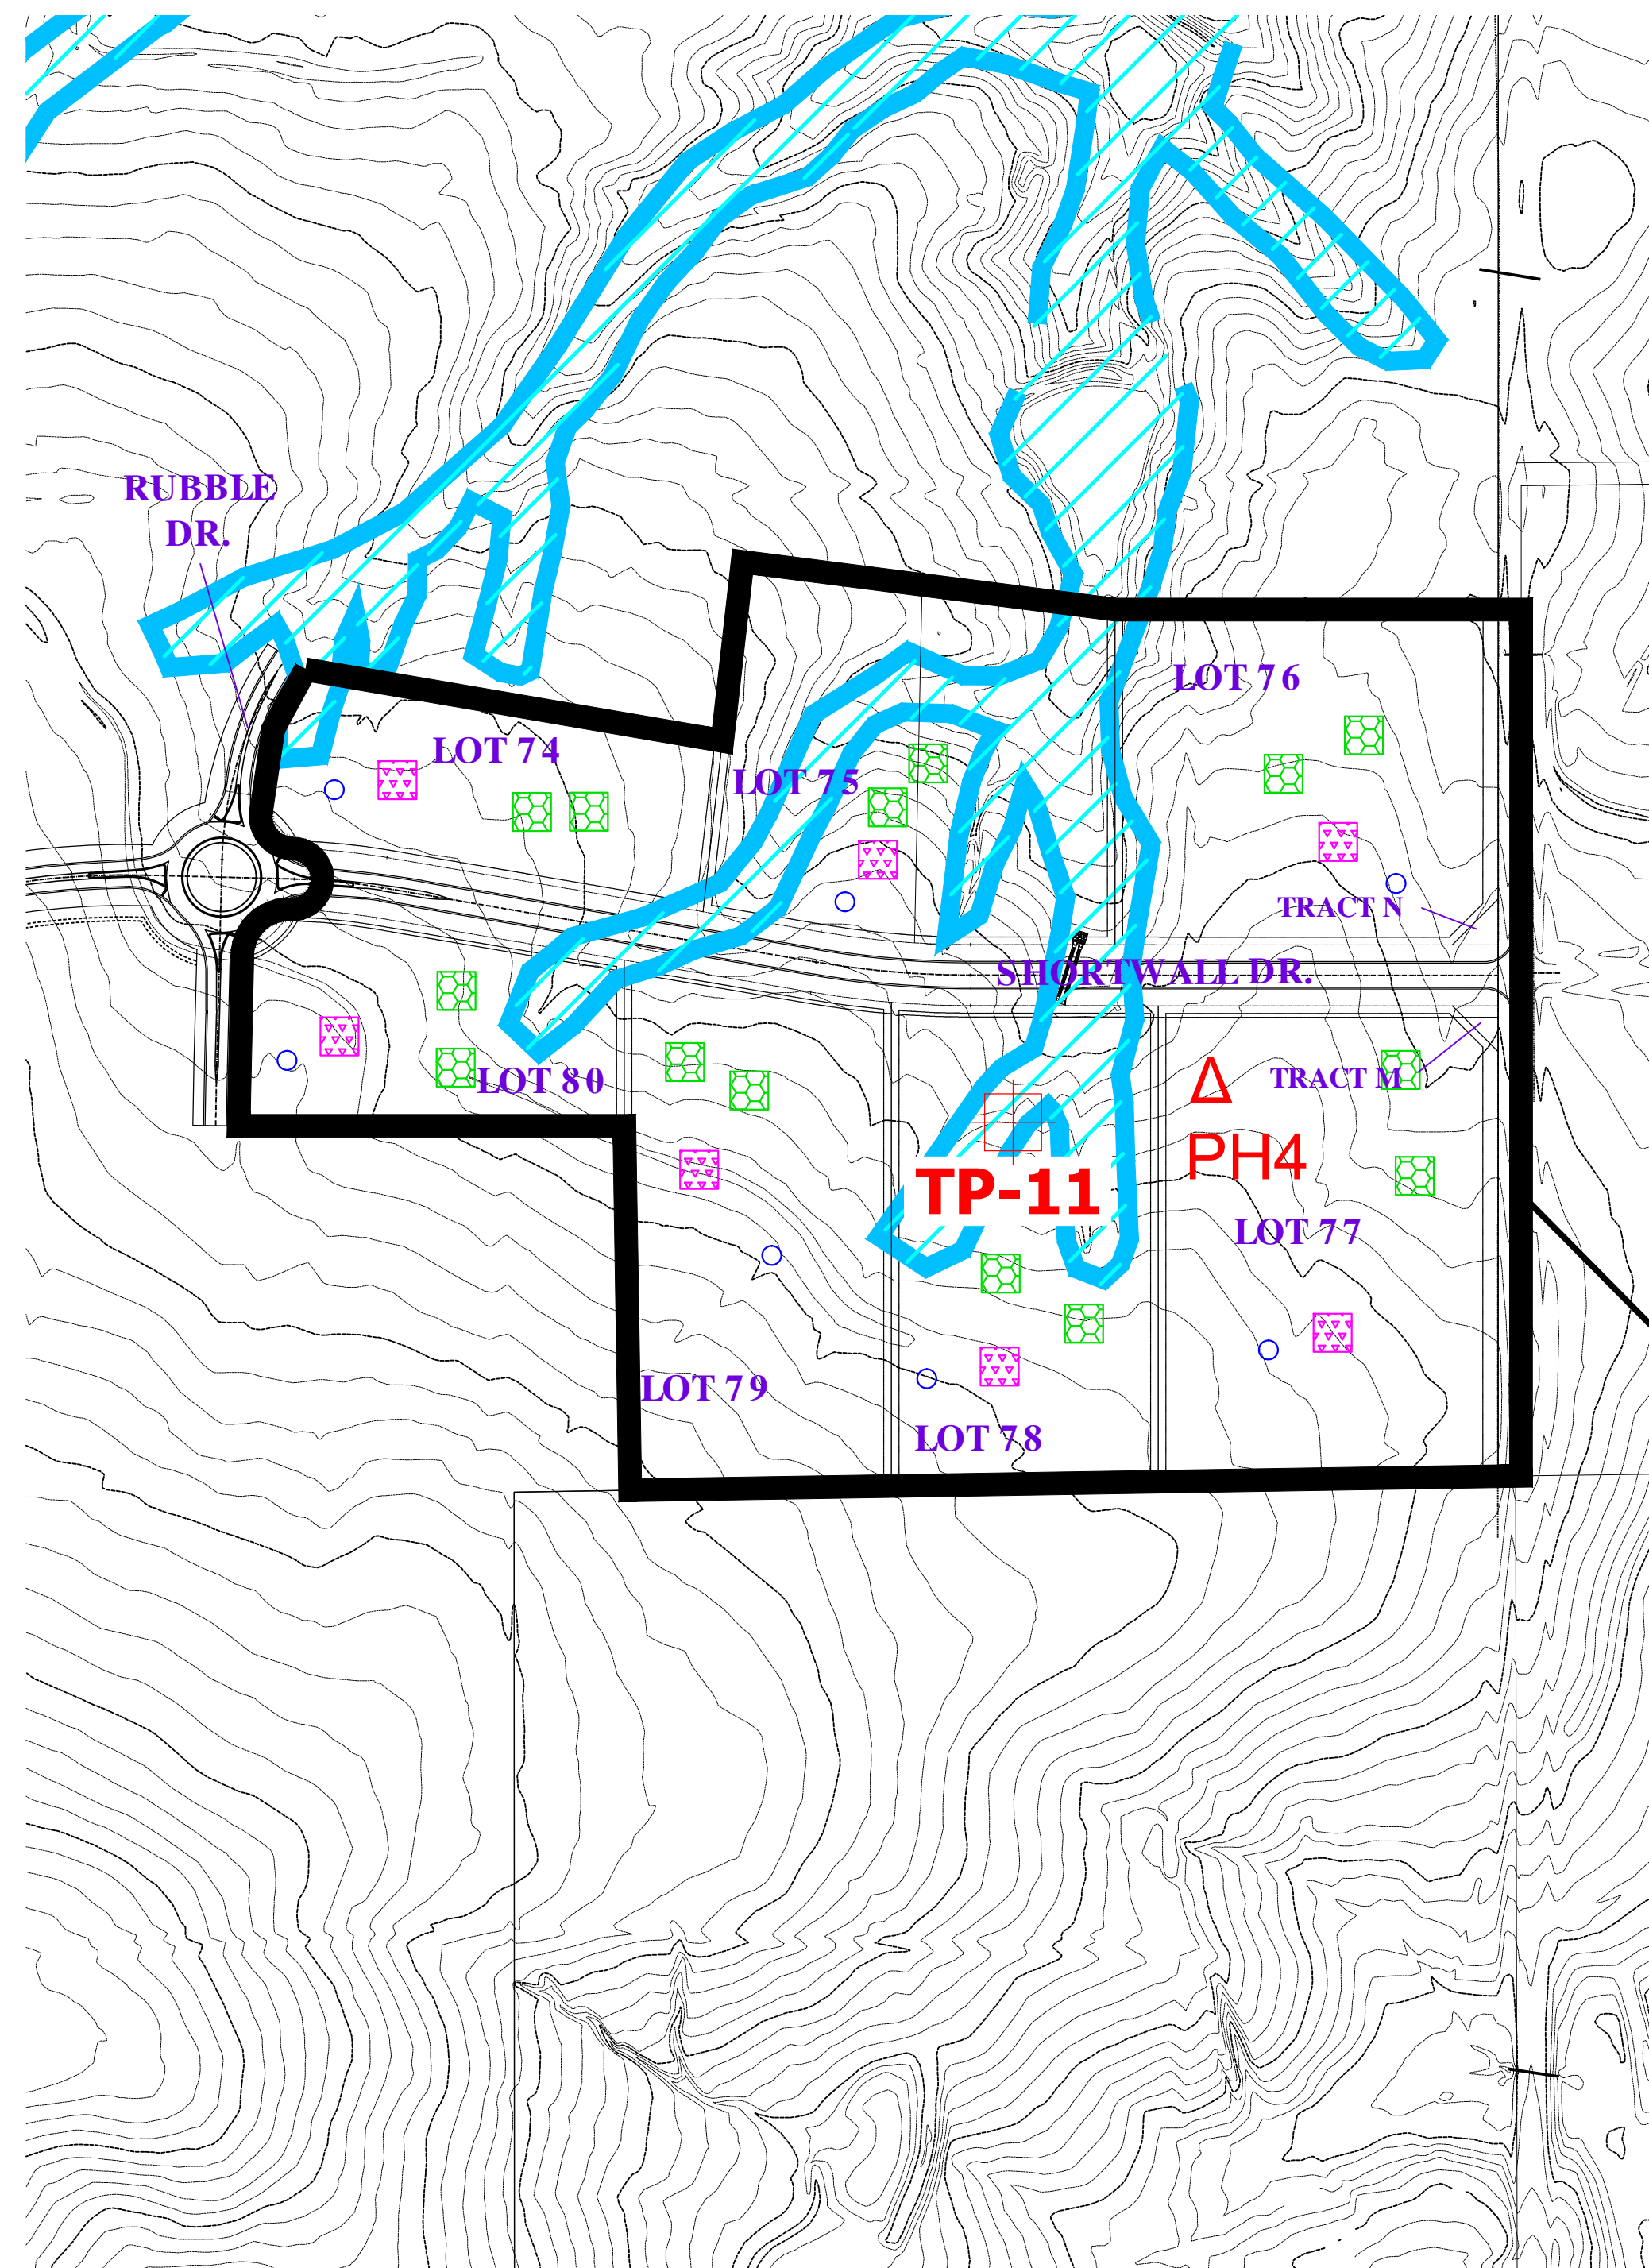 RUBBLE
DR.
LOT 76
LOT 74
LOT 75
TRACT N
SHORTWALL DR.
Δ
TRACT M
LOT 80
PH4
TP-11
LOT 77
LOT 79
LOT 78